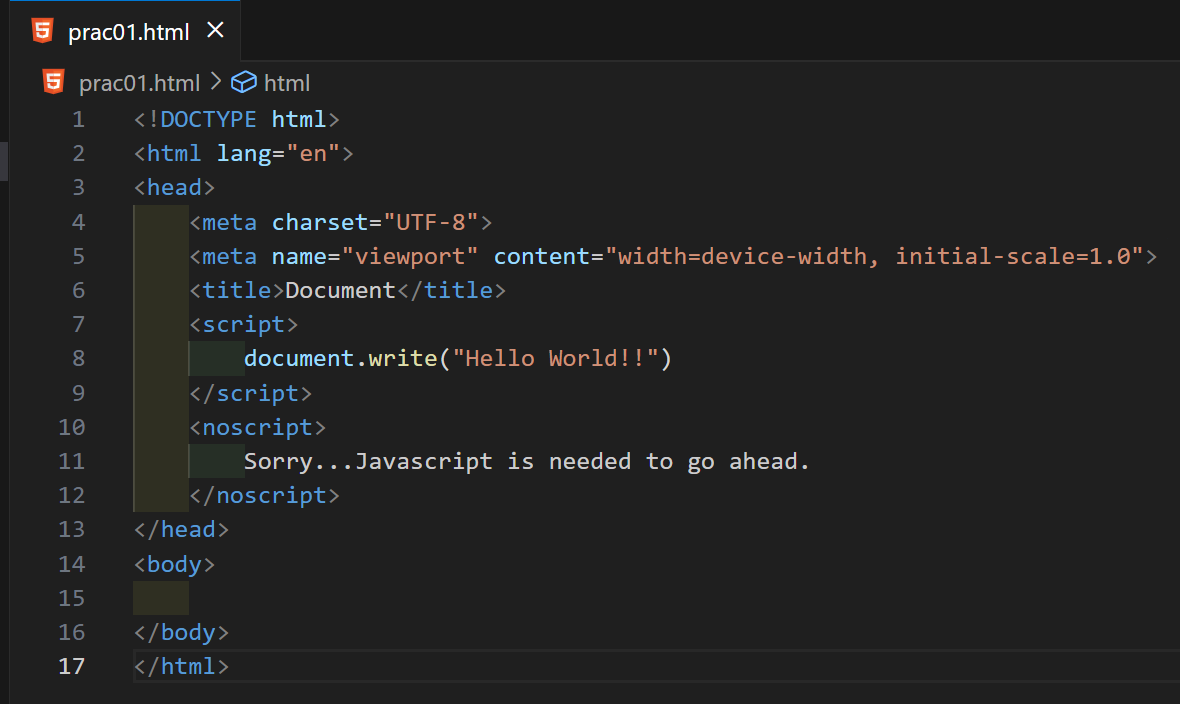 prac01.html
prac01.html > html
1 <!DOCTYPE html>
2 <html lang="en">
3 <head>
4     <meta charset="UTF-8">
5     <meta name="viewport" content="width=device-width, initial-scale=1.0">
6     <title>Document</title>
7     <script>
8         document.write("Hello World!!")
9     </script>
10     <noscript>
11         Sorry...Javascript is needed to go ahead.
12     </noscript>
13 </head>
14 <body>
15
16 </body>
17 </html>